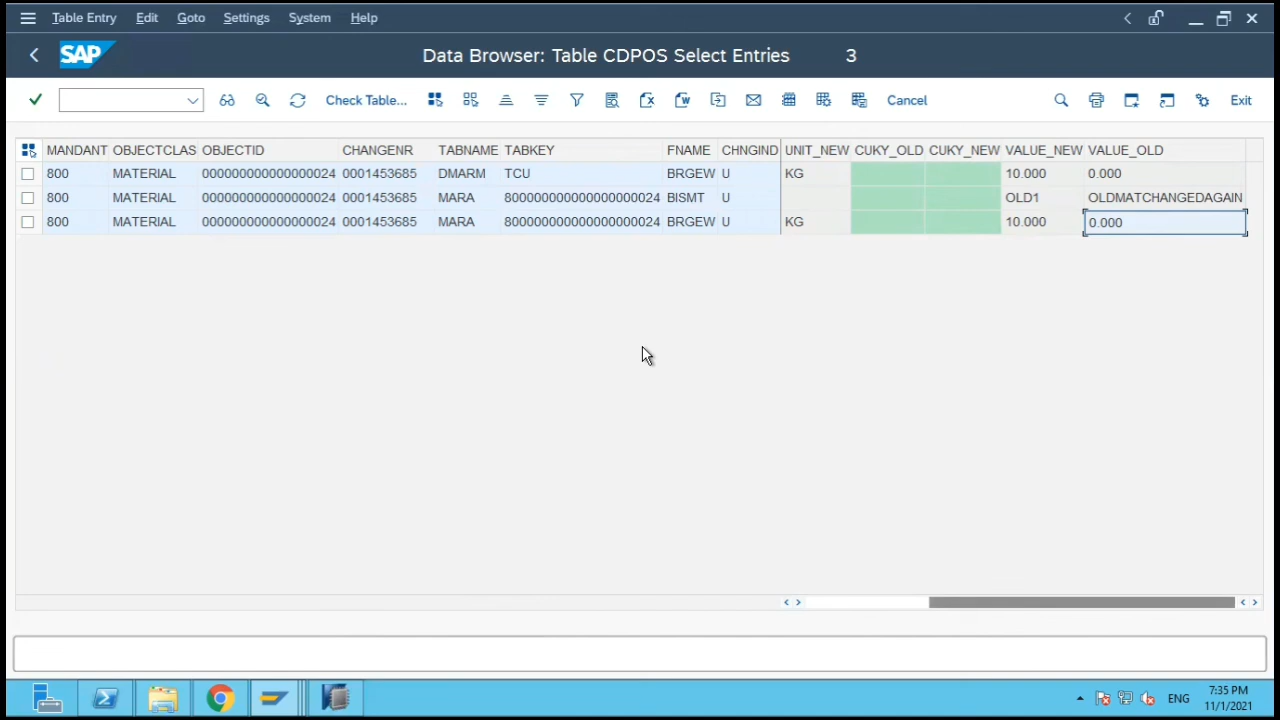 Table Entry Edit Goto Settings System Help
SAP Data Browser: Table CDPOS Select Entries 3
Check Table... Cancel Exit
MANDANT OBJECTCLAS OBJECTID CHANGENR TABNAME TABKEY FNAME CHNGIND UNIT_NEW CUKY_OLD CUKY_NEW VALUE_NEW VALUE_OLD
800 MATERIAL 000000000000000024 0001453685 DMARM TCU BRGEW U KG 10.000 0.000
800 MATERIAL 000000000000000024 0001453685 MARA 800000000000000000024 BISMT U OLD1 OLDMATCHANGEDAGAIN
800 MATERIAL 000000000000000024 0001453685 MARA 800000000000000000024 BRGEW U KG 10.000 0.000
ENG 7:35 PM
11/1/2021